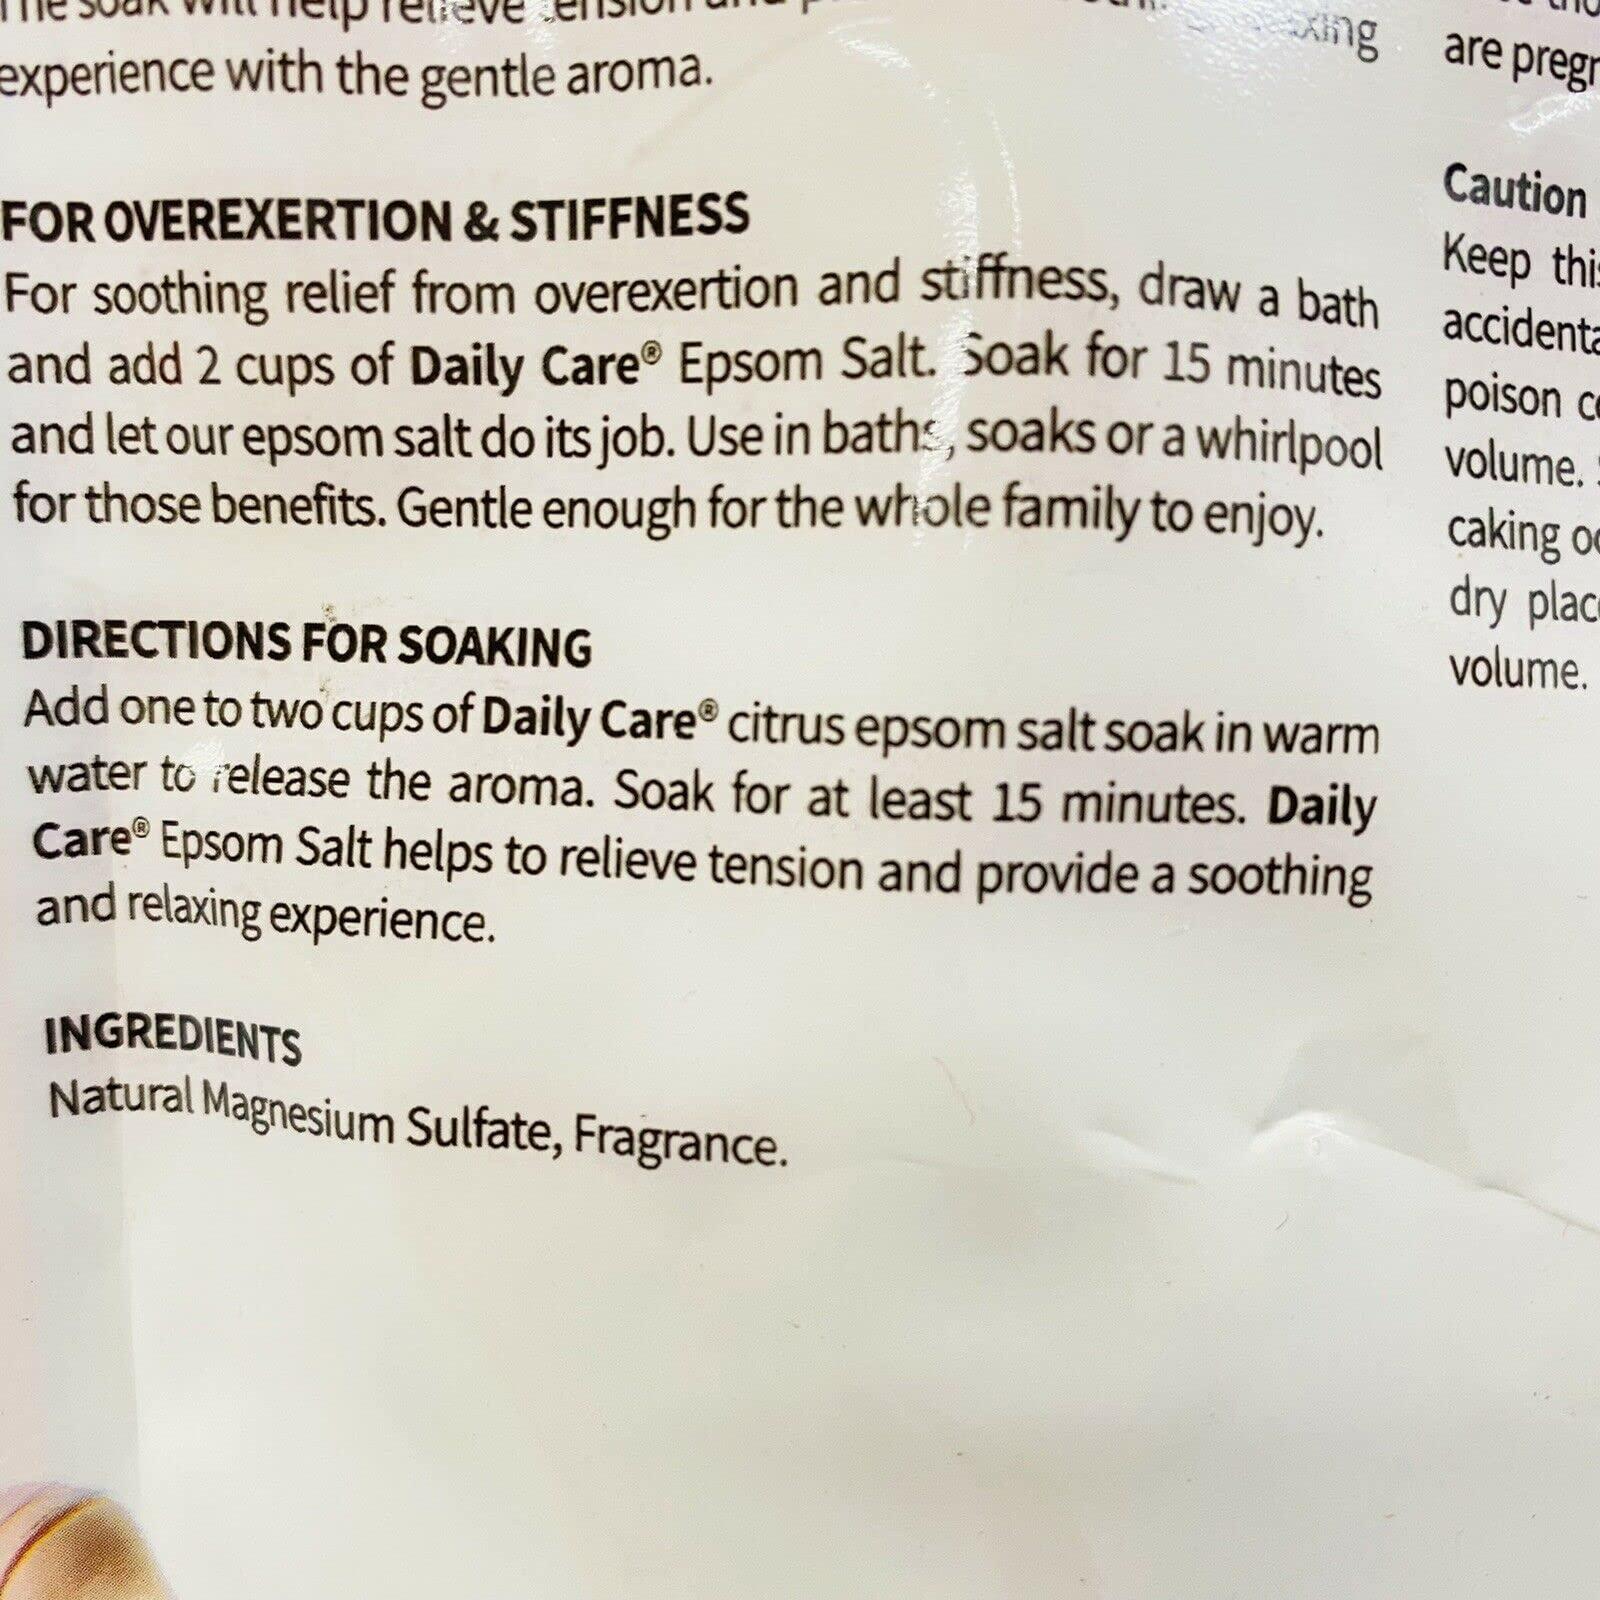 experience with the gentle aroma.
FOR OVEREXERTION & STIFFNESS
For soothing relief from overexertion and stiffness, draw a bath
and add 2 cups of Daily Care® Epsom Salt. Soak for 15 minutes
and let our epsom salt do its job. Use in baths, soaks or a whirlpool
for those benefits. Gentle enough for the whole family to enjoy.
DIRECTIONS FOR SOAKING
Add one to two cups of Daily Care® citrus epsom salt soak in warm
water to release the aroma. Soak for at least 15 minutes. Daily
Care® Epsom Salt helps to relieve tension and provide a soothing
and relaxing experience.
INGREDIENTS
Natural Magnesium Sulfate, Fragrance.
are
Caution
Keep
poison
volume.
caking
dry
volume.